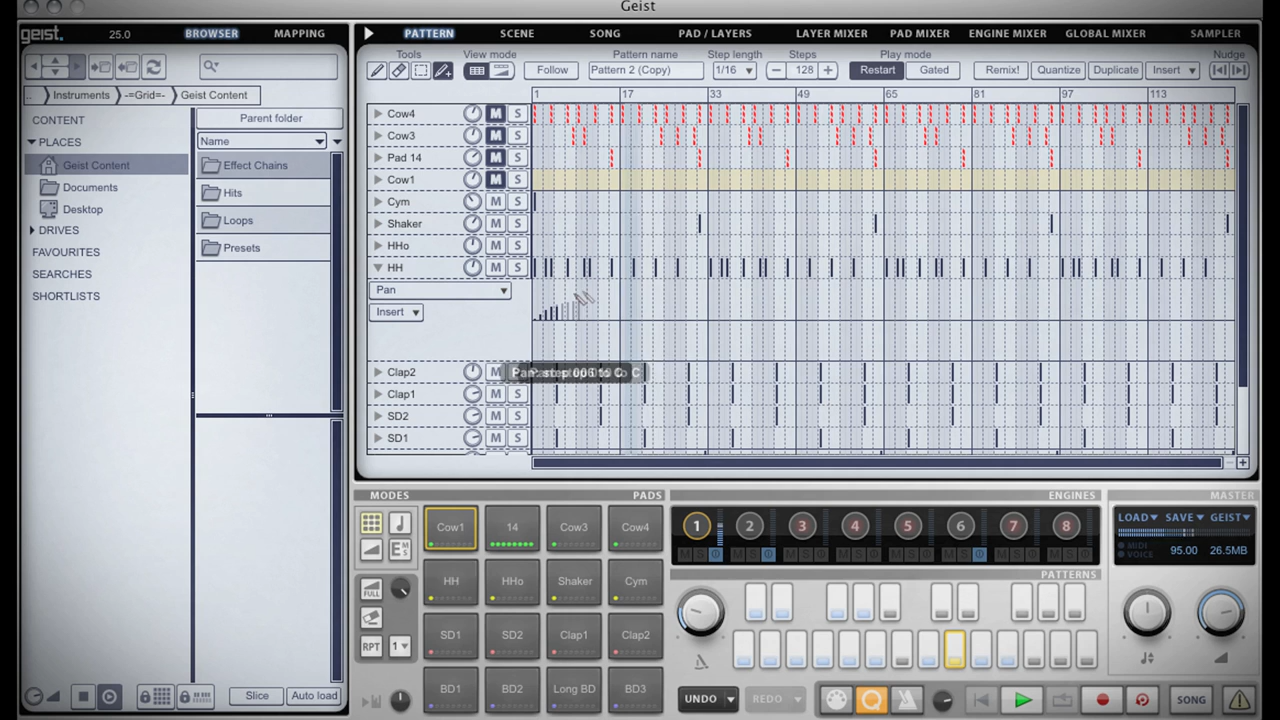 Geist
geist. 25.0 BROWSER MAPPING
PATTERN SCENE SONG PAD / LAYERS LAYER MIXER PAD MIXER ENGINE MIXER GLOBAL MIXER SAMPLER
Tools View mode Pattern name Step length Steps Play mode Nudge
Follow Pattern 2 (Copy) 1/16 128 Restart Gated Remix! Quantize Duplicate Insert
.. Instruments -=Grid=- Geist Content
1 17 33 49 65 81 97 113
CONTENT
PLACES
Geist Content
Documents
Desktop
DRIVES
FAVOURITES
SEARCHES
SHORTLISTS
Parent folder
Name
Effect Chains
Hits
Loops
Presets
Cow4 M S
Cow3 M S
Pad 14 M S
Cow1 M S
Cym M S
Shaker M S
HHo M S
HH M S
Pan
Insert
Clap2 M
Clap1 M S
SD2 M S
SD1 M S
MODES PADS ENGINES MASTER
Cow1 14 Cow3 Cow4
HH HHo Shaker Cym
SD1 SD2 Clap1 Clap2
BD1 BD2 Long BD BD3
FULL
RPT 1
1 2 3 4 5 6 7 8
LOAD SAVE GEIST
MIDI
VOICE 95.00 26.5MB
PATTERNS
Slice Auto load
UNDO REDO SONG